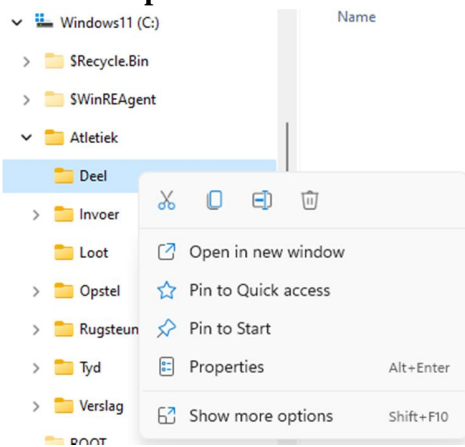 Windows11 (C:)
Name
$Recycle.Bin
$WinREAgent
Atletiek
Deel
Invoer
Open in new window
Loot
Pin to Quick access
Opstel
Pin to Start
Rugsteun
Properties Alt+Enter
Tyd
Verslag
Show more options Shift+F10
ROOT